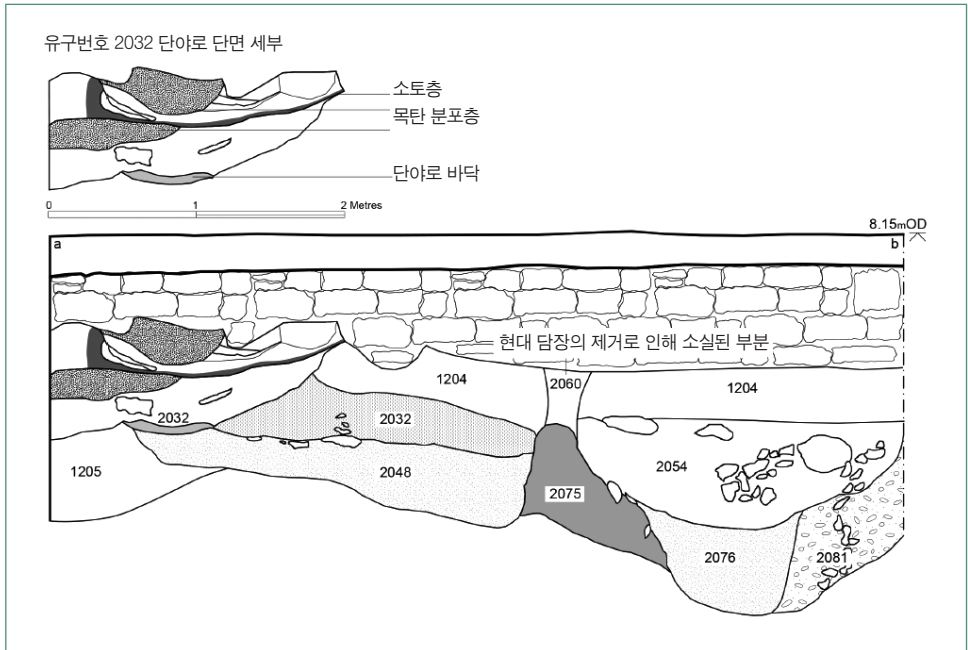 유구번호 2032 단야로 단면 세부
소토층
목탄 분포층
단야로 바닥
0 1 2 Metres
8.15mOD
a b
현대 담장의 제거로 인해 소실된 부분
1204 2060 1204
2032 2032
2054
1205 2048
2075
2076 2081